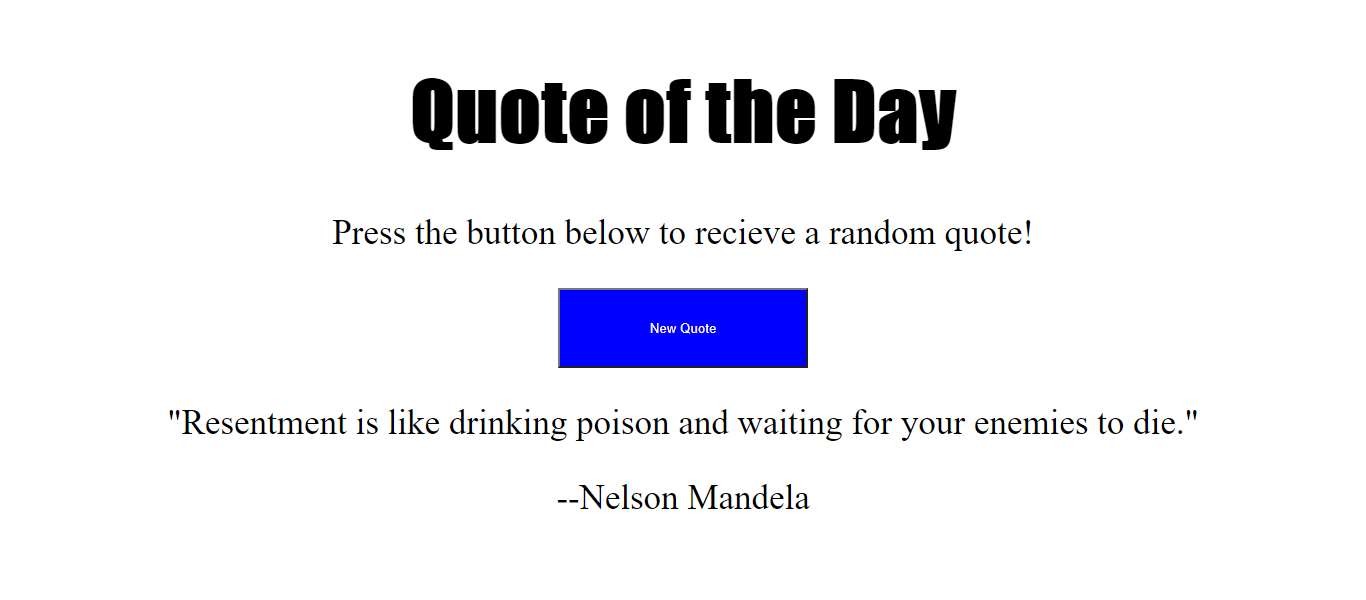 Quote of the Day
Press the button below to recieve a random quote!
New Quote
"Resentment is like drinking poison and waiting for your enemies to die."
--Nelson Mandela